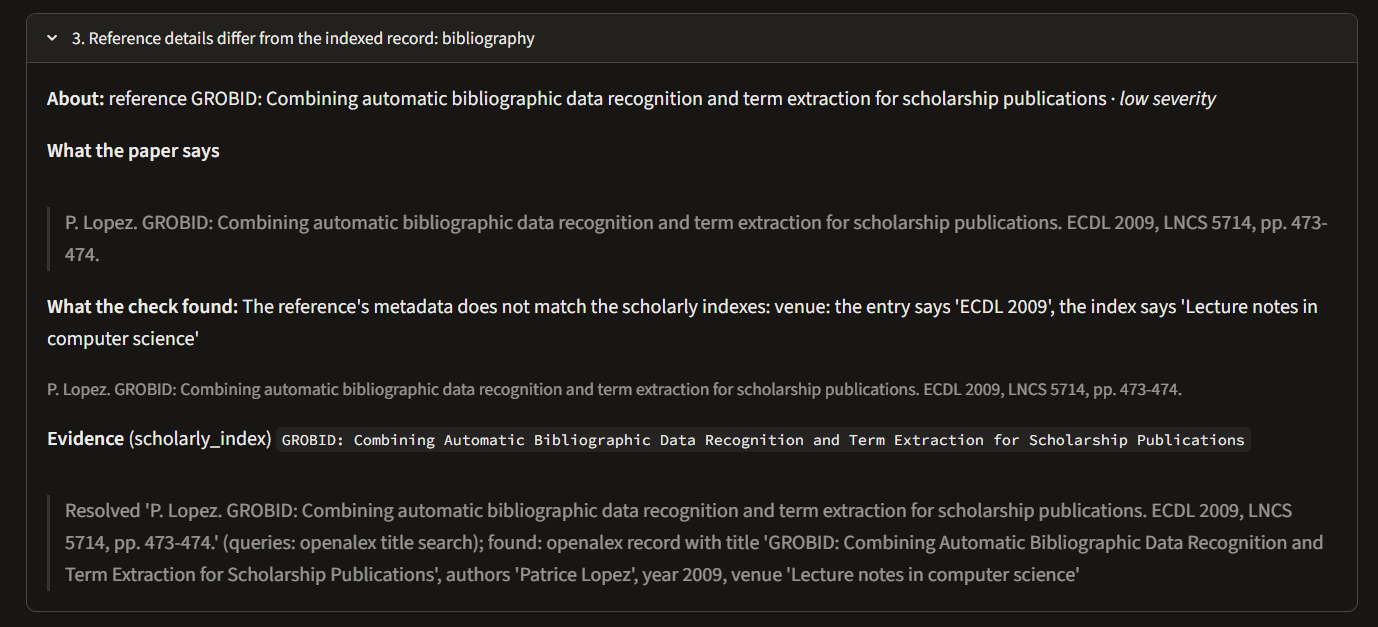 3. Reference details differ from the indexed record: bibliography
About: reference GROBID: Combining automatic bibliographic data recognition and term extraction for scholarship publications · low severity
What the paper says
P. Lopez. GROBID: Combining automatic bibliographic data recognition and term extraction for scholarship publications. ECDL 2009, LNCS 5714, pp. 473-
474.
What the check found: The reference's metadata does not match the scholarly indexes: venue: the entry says 'ECDL 2009', the index says 'Lecture notes in
computer science'
P. Lopez. GROBID: Combining automatic bibliographic data recognition and term extraction for scholarship publications. ECDL 2009, LNCS 5714, pp. 473-474.
Evidence (scholarly_index) GROBID: Combining Automatic Bibliographic Data Recognition and Term Extraction for Scholarship Publications
Resolved 'P. Lopez. GROBID: Combining automatic bibliographic data recognition and term extraction for scholarship publications. ECDL 2009, LNCS
5714, pp. 473-474.' (queries: openalex title search); found: openalex record with title 'GROBID: Combining Automatic Bibliographic Data Recognition and
Term Extraction for Scholarship Publications', authors 'Patrice Lopez', year 2009, venue 'Lecture notes in computer science'